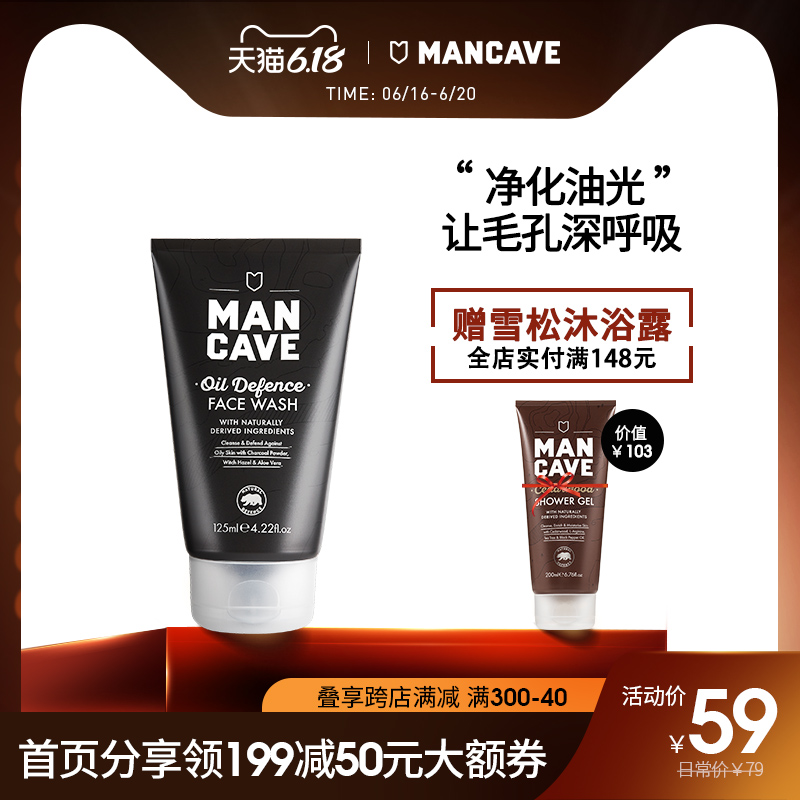 天猫6.18 MANCAVE
TIME: 06/16-6/20
“净化油光”
让毛孔深呼吸
赠雪松沐浴露
全店实付满148元
MAN
CAVE
Oil Defence
FACE WASH
WITH NATURALLY
DERIVED INGREDIENTS
Cleanse & Defend Against
Oily Skin with Charcoal Powder,
Witch Hazel & Aloe Vera
NATURAL
DEFENCE
125ml e 4.22fl.oz
价值
¥103
MAN
CAVE
Cedarwood
SHOWER GEL
WITH NATURALLY
DERIVED INGREDIENTS
200ml e 6.76fl.oz
叠享跨店满减 满300-40
首页分享领199减50元大额券
活动价
¥59
日常价¥79